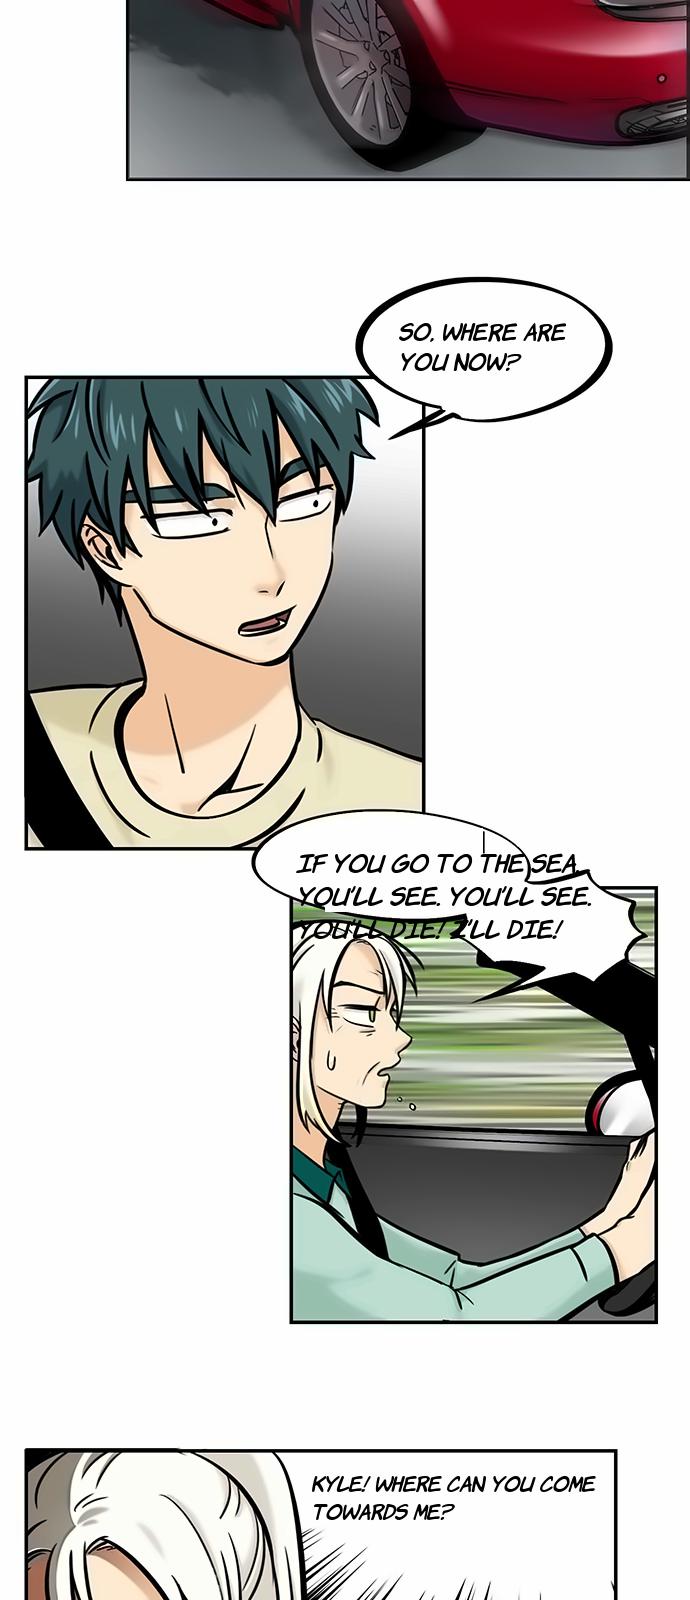 SO, WHERE ARE
YOU NOW?
IF YOU GO TO THE SEA,
YOU'LL SEE. YOU'LL SEE.
YOU'LL DIE! I'LL DIE!
KYLE! WHERE CAN YOU COME
TOWARDS ME?